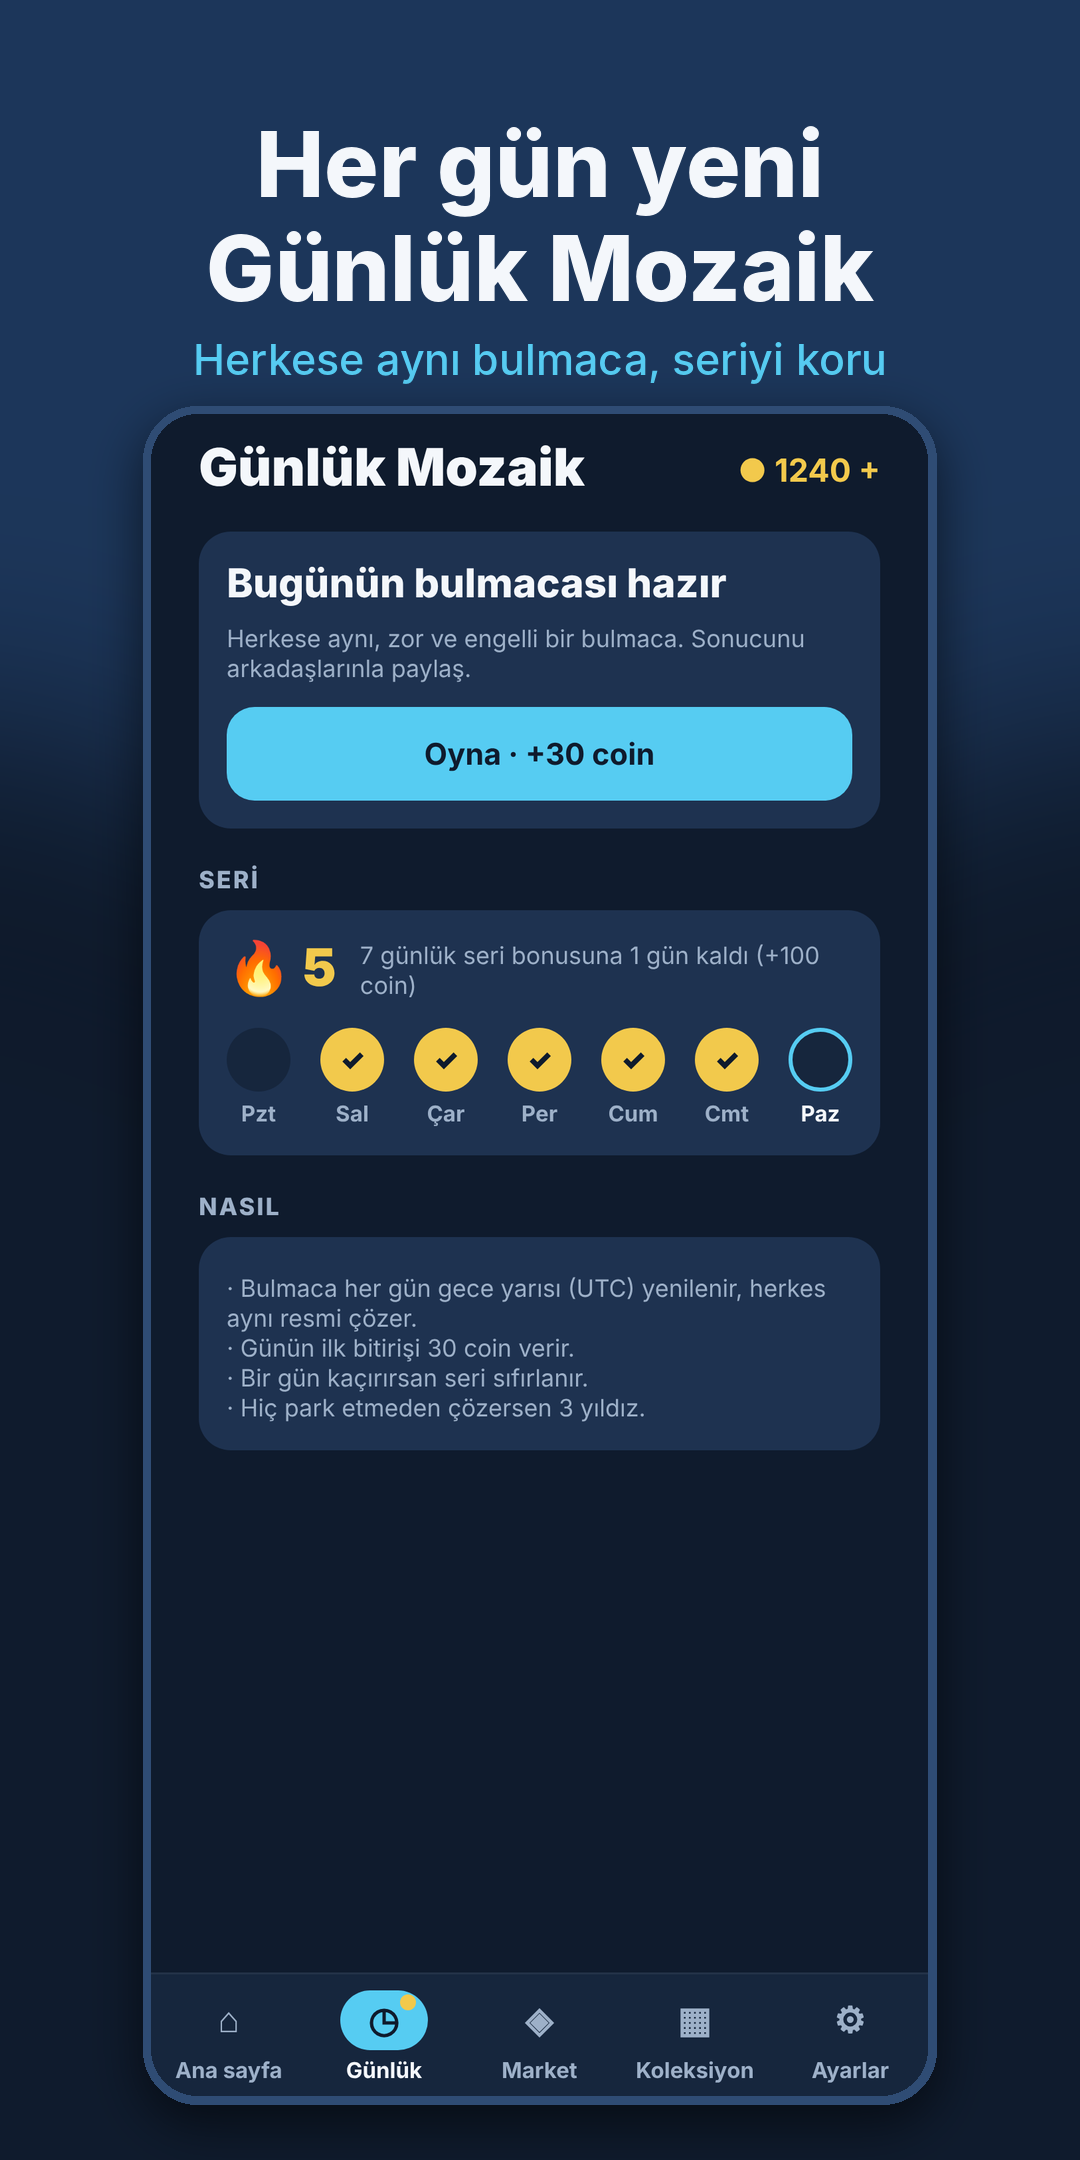 Her gün yeni
Günlük Mozaik
Herkese aynı bulmaca, seriyi koru
Günlük Mozaik
1240 +
Bugünün bulmacası hazır
Herkese aynı, zor ve engelli bir bulmaca. Sonucunu
arkadaşlarınla paylaş.
Oyna · +30 coin
SERİ
5
7 günlük seri bonusuna 1 gün kaldı (+100
coin)
Pzt Sal Çar Per Cum Cmt Paz
NASIL
· Bulmaca her gün gece yarısı (UTC) yenilenir, herkes
aynı resmi çözer.
· Günün ilk bitirişi 30 coin verir.
· Bir gün kaçırırsan seri sıfırlanır.
· Hiç park etmeden çözersen 3 yıldız.
Ana sayfa Günlük Market Koleksiyon Ayarlar